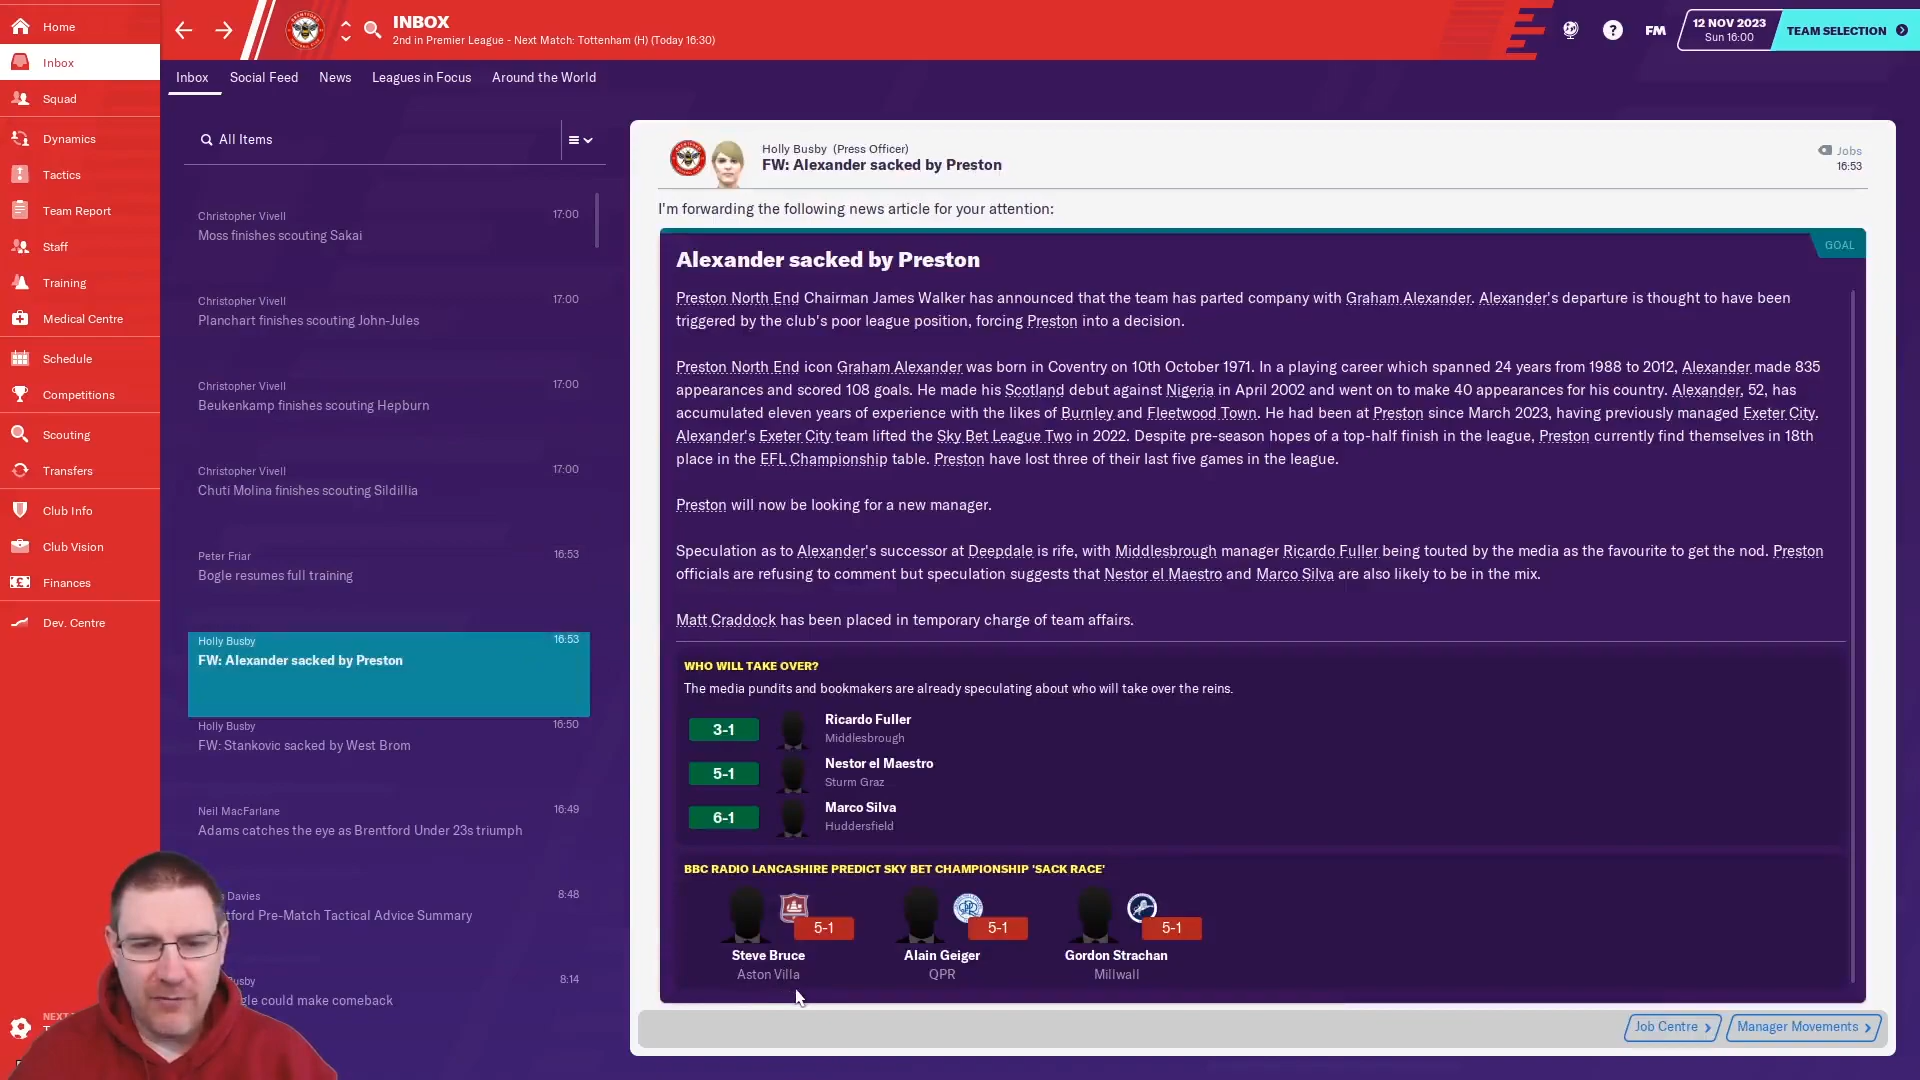 Home
Inbox
Squad
Dynamics
Tactics
Team Report
Staff
Training
Medical Centre
Schedule
Competitions
Scouting
Transfers
Club Info
Club Vision
Finances
Dev. Centre
INBOX
2nd in Premier League - Next Match: Tottenham (H) (Today 16:30)
?
FM
12 NOV 2023
Sun 16:00
TEAM SELECTION
Inbox
Social Feed
News
Leagues in Focus
Around the World
All Items
Christopher Vivell
17:00
Moss finishes scouting Sakai
Christopher Vivell
17:00
Planchart finishes scouting John-Jules
Christopher Vivell
17:00
Beukenkamp finishes scouting Hepburn
Christopher Vivell
17:00
Chutí Molina finishes scouting Sildillia
Peter Friar
16:53
Bogle resumes full training
Holly Busby
16:53
FW: Alexander sacked by Preston
Holly Busby
16:50
FW: Stankovic sacked by West Brom
Neil MacFarlane
16:49
Adams catches the eye as Brentford Under 23s triumph
Davies
8:48
tford Pre-Match Tactical Advice Summary
usby
8:14
gle could make comeback
Holly Busby (Press Officer)
FW: Alexander sacked by Preston
Jobs
16:53
I'm forwarding the following news article for your attention:
GOAL
Alexander sacked by Preston
Preston North End Chairman James Walker has announced that the team has parted company with Graham Alexander. Alexander's departure is thought to have been
triggered by the club's poor league position, forcing Preston into a decision.
Preston North End icon Graham Alexander was born in Coventry on 10th October 1971. In a playing career which spanned 24 years from 1988 to 2012, Alexander made 835
appearances and scored 108 goals. He made his Scotland debut against Nigeria in April 2002 and went on to make 40 appearances for his country. Alexander, 52, has
accumulated eleven years of experience with the likes of Burnley and Fleetwood Town. He had been at Preston since March 2023, having previously managed Exeter City.
Alexander's Exeter City team lifted the Sky Bet League Two in 2022. Despite pre-season hopes of a top-half finish in the league, Preston currently find themselves in 18th
place in the EFL Championship table. Preston have lost three of their last five games in the league.
Preston will now be looking for a new manager.
Speculation as to Alexander's successor at Deepdale is rife, with Middlesbrough manager Ricardo Fuller being touted by the media as the favourite to get the nod. Preston
officials are refusing to comment but speculation suggests that Nestor el Maestro and Marco Silva are also likely to be in the mix.
Matt Craddock has been placed in temporary charge of team affairs.
WHO WILL TAKE OVER?
The media pundits and bookmakers are already speculating about who will take over the reins.
3-1
Ricardo Fuller
Middlesbrough
5-1
Nestor el Maestro
Sturm Graz
6-1
Marco Silva
Huddersfield
BBC RADIO LANCASHIRE PREDICT SKY BET CHAMPIONSHIP 'SACK RACE'
5-1
Steve Bruce
Aston Villa
5-1
Alain Geiger
QPR
5-1
Gordon Strachan
Millwall
Job Centre
Manager Movements